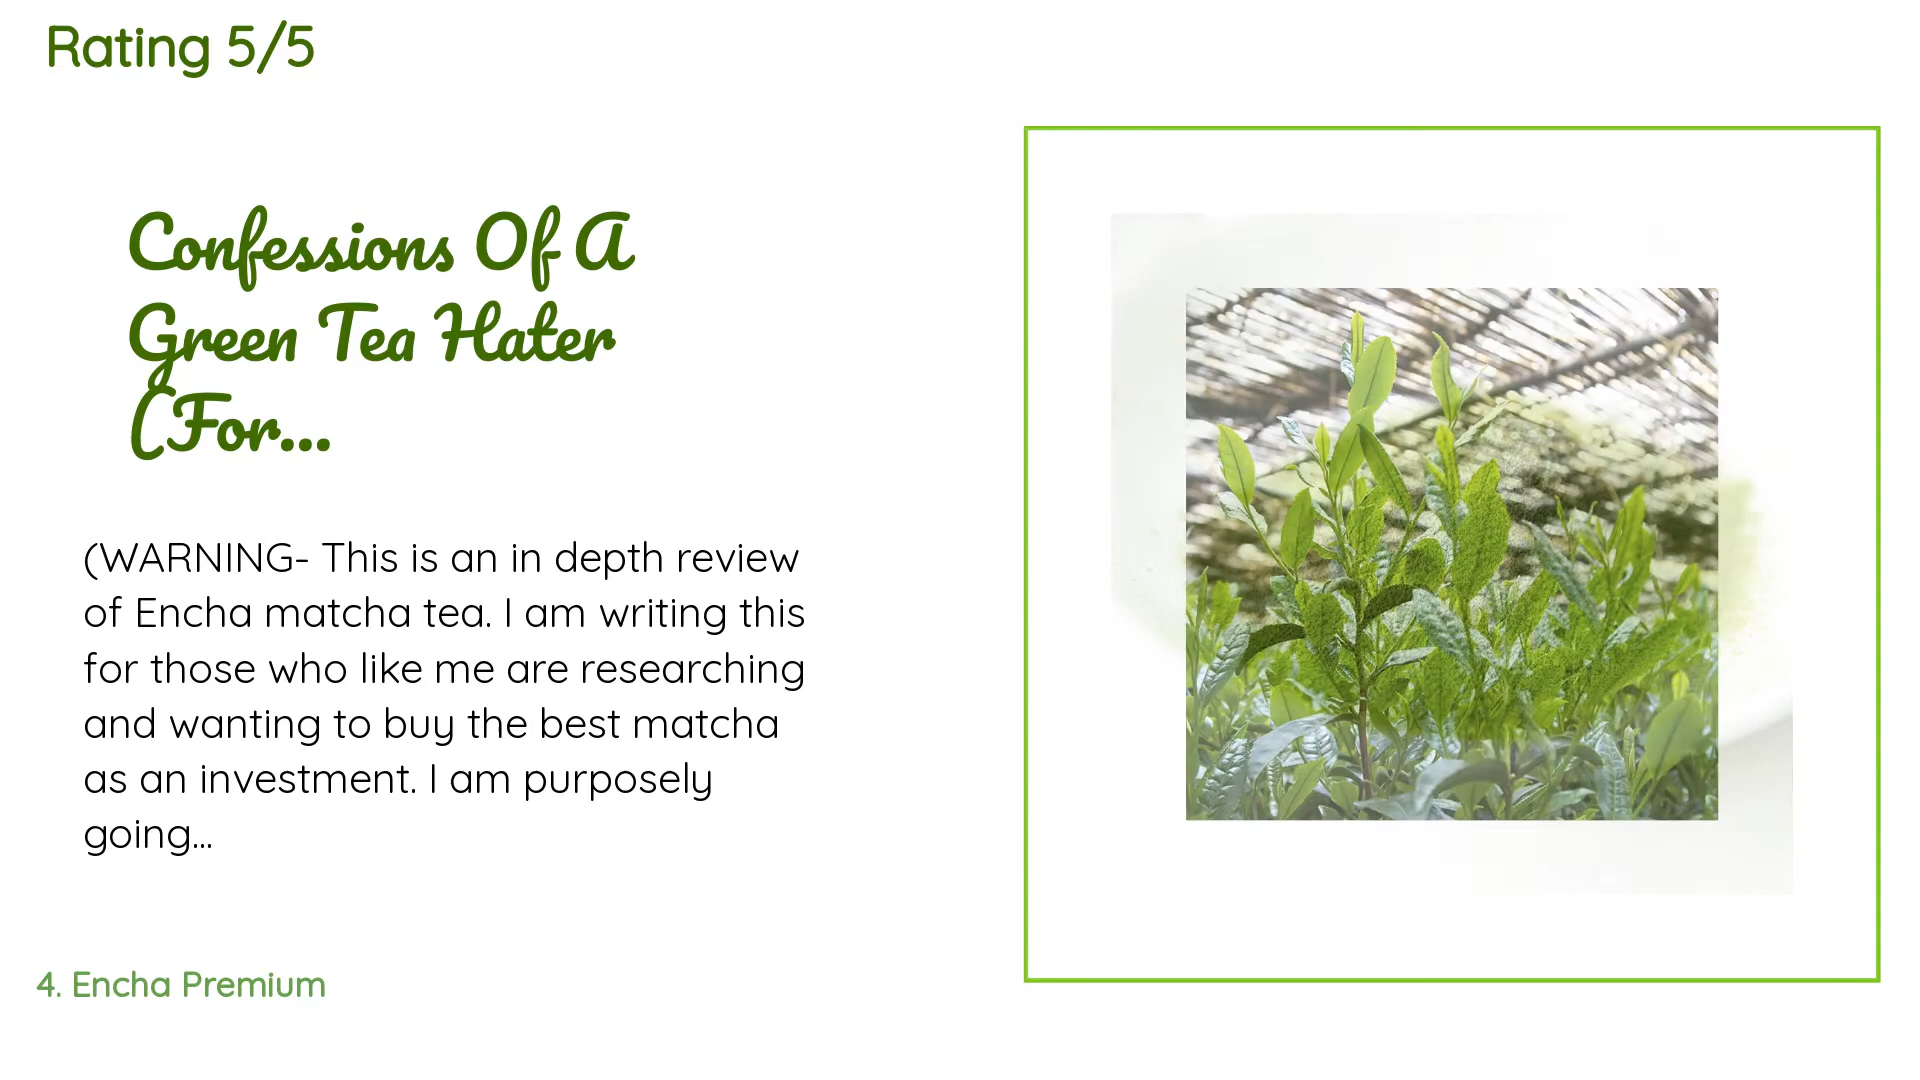 Rating 5/5
Confessions Of A
Green Tea Hater
(For...
(WARNING- This is an in depth review
of Encha matcha tea. I am writing this
for those who like me are researching
and wanting to buy the best matcha
as an investment. I am purposely
going...
4. Encha Premium